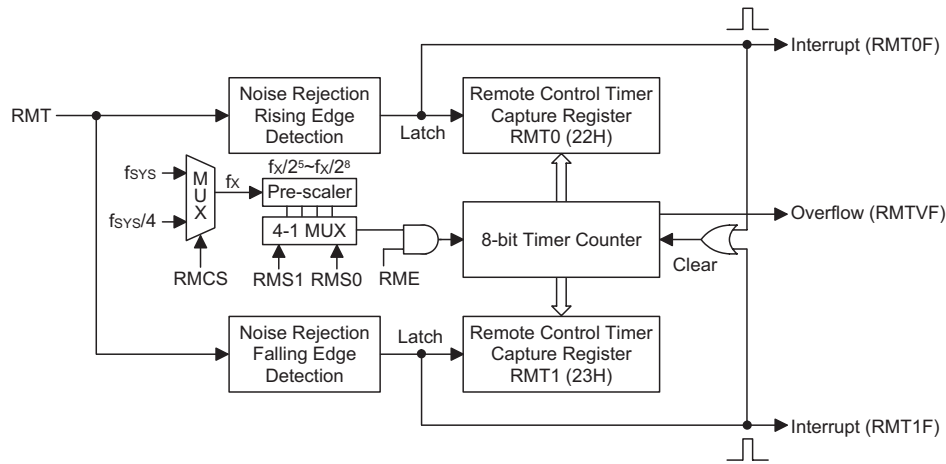 Interrupt (RMT0F)
Noise Rejection
Rising Edge
Detection
Remote Control Timer
Capture Register
RMT0 (22H)
RMT
Latch
fSYS
fSYS/4
MUX
fX
fX/2⁵~fX/2⁸
Pre-scaler
4-1 MUX
RMCS
RMS1
RMS0
RME
8-bit Timer Counter
Overflow (RMTVF)
Clear
Noise Rejection
Falling Edge
Detection
Latch
Remote Control Timer
Capture Register
RMT1 (23H)
Interrupt (RMT1F)